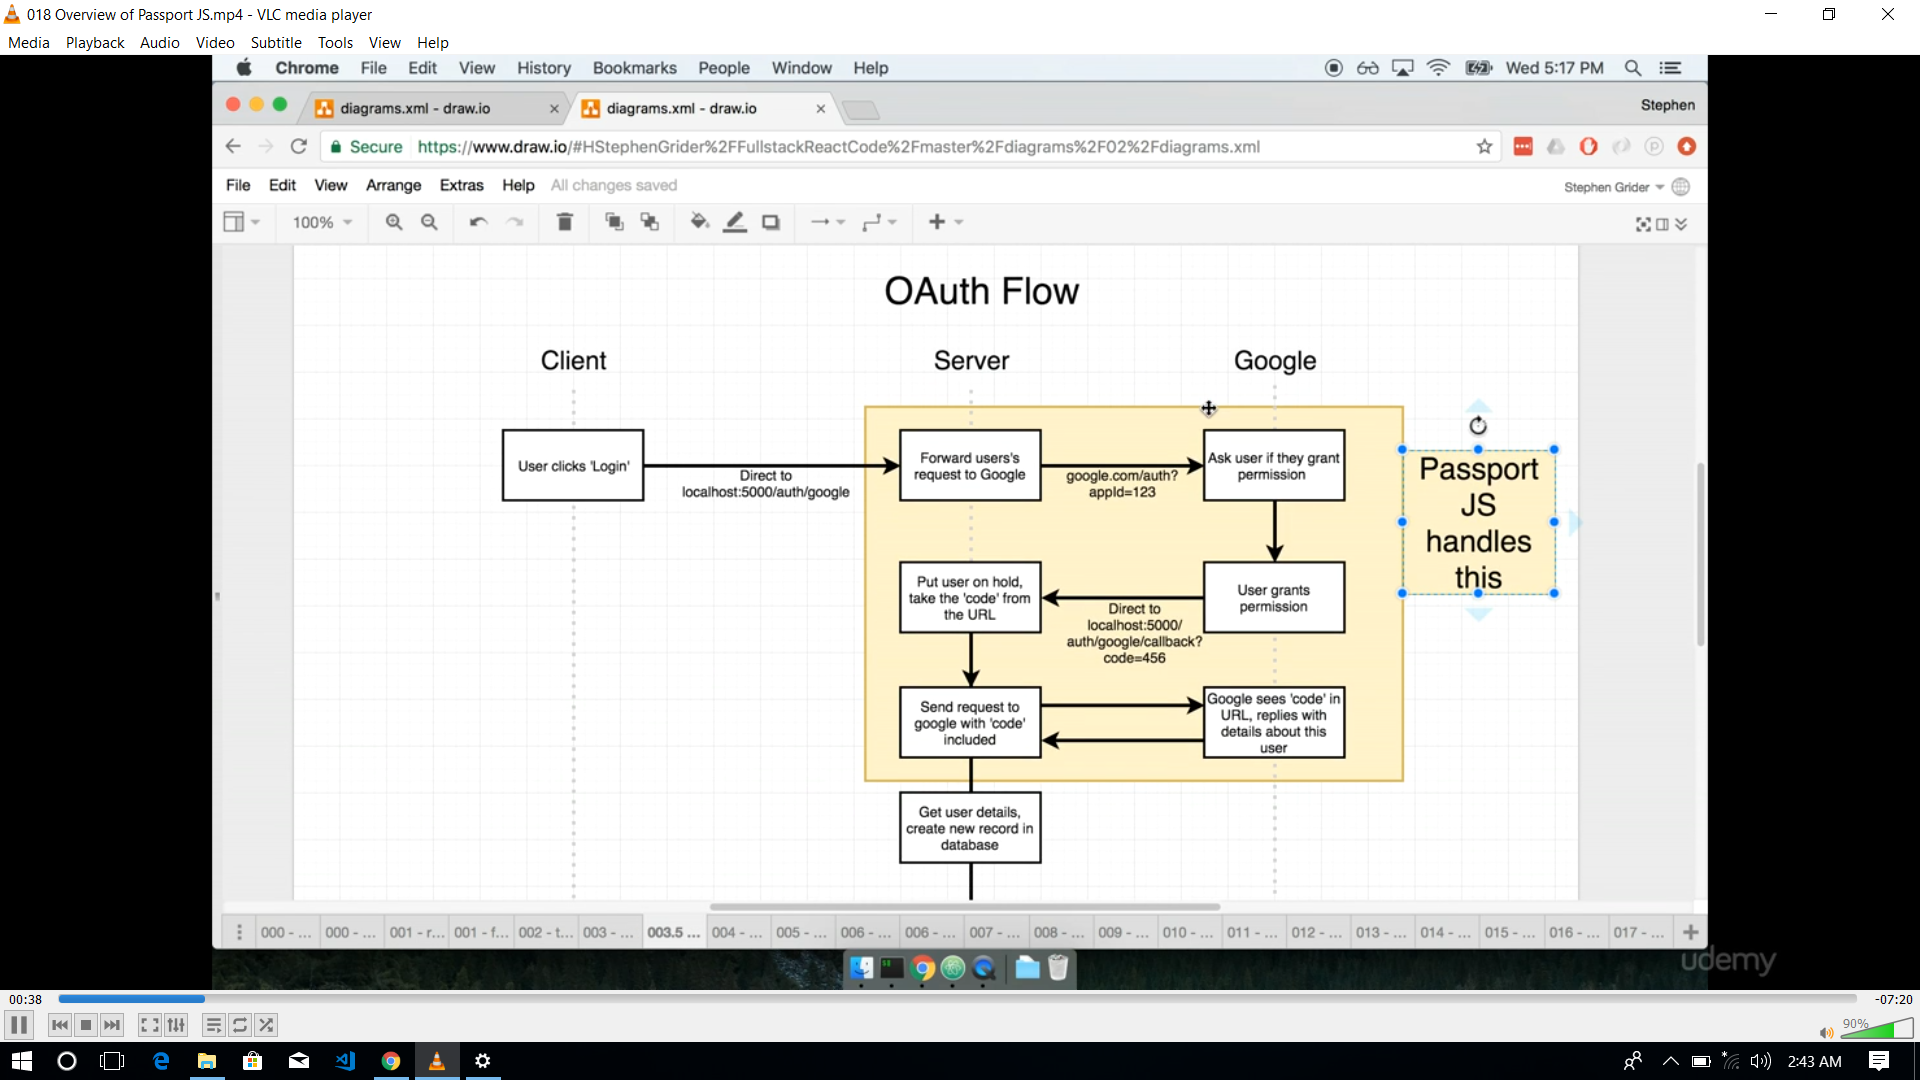 018 Overview of Passport JS.mp4 - VLC media player
Media Playback Audio Video Subtitle Tools View Help
Chrome File Edit View History Bookmarks People Window Help
Wed 5:17 PM
diagrams.xml - draw.io
diagrams.xml - draw.io
Stephen
Secure https://www.draw.io/#HStephenGrider%2FFullstackReactCode%2Fmaster%2Fdiagrams%2F02%2Fdiagrams.xml
File Edit View Arrange Extras Help All changes saved
Stephen Grider
100%
OAuth Flow
Client
Server
Google
User clicks 'Login'
Direct to
localhost:5000/auth/google
Forward users's
request to Google
google.com/auth?
appId=123
Ask user if they grant
permission
Passport
JS
handles
this
Put user on hold,
take the 'code' from
the URL
Direct to
localhost:5000/
auth/google/callback?
code=456
User grants
permission
Send request to
google with 'code'
included
Google sees 'code' in
URL, replies with
details about this
user
Get user details,
create new record in
database
000 - ... 000 - ... 001 - r... 001 - f... 002 - t... 003 - ... 003.5 ... 004 - ... 005 - ... 006 - ... 006 - ... 007 - ... 008 - ... 009 - ... 010 - ... 011 - ... 012 - ... 013 - ... 014 - ... 015 - ... 016 - ... 017 - ...
udemy
00:38
-07:20
90%
2:43 AM